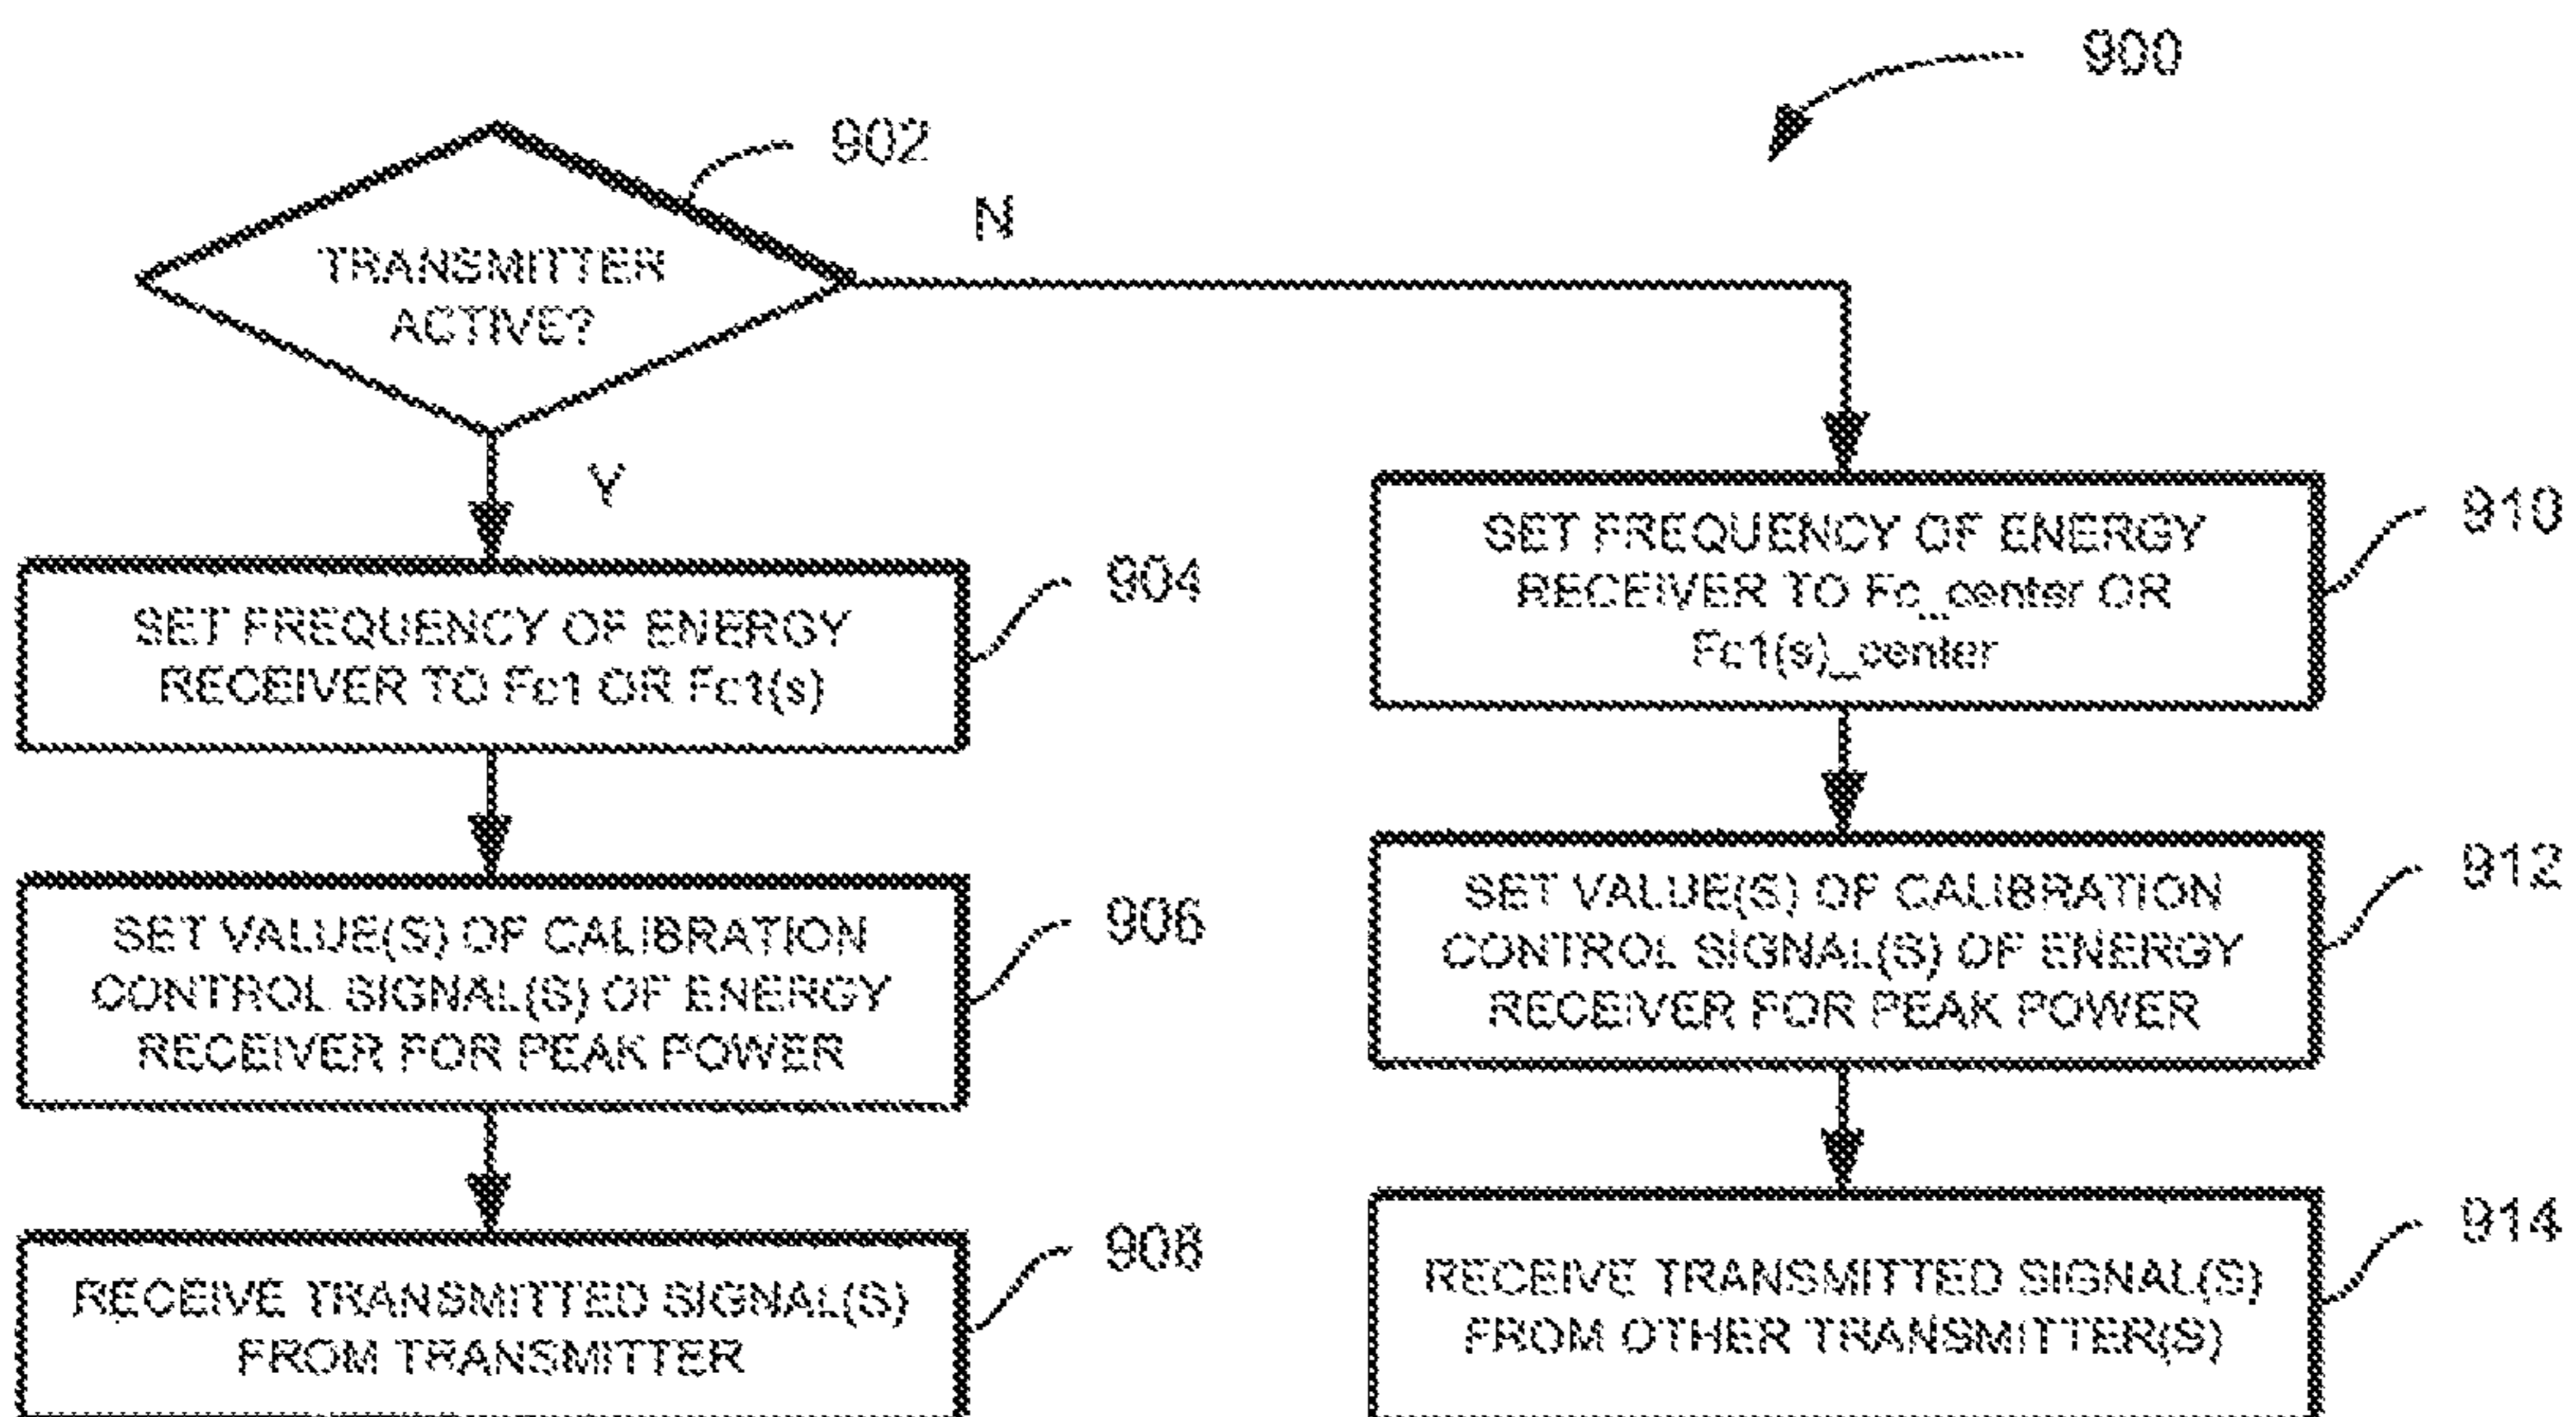 900
902
N
TRANSMITTER
ACTIVE?
Y
904
SET FREQUENCY OF ENERGY
RECEIVER TO Fc1 OR Fc1(s)
906
SET VALUE(S) OF CALIBRATION
CONTROL SIGNAL(S) OF ENERGY
RECEIVER FOR PEAK POWER
908
RECEIVE TRANSMITTED SIGNAL(S)
FROM TRANSMITTER
910
SET FREQUENCY OF ENERGY
RECEIVER TO Fc_center OR
Fc1(s)_center
912
SET VALUE(S) OF CALIBRATION
CONTROL SIGNAL(S) OF ENERGY
RECEIVER FOR PEAK POWER
914
RECEIVE TRANSMITTED SIGNAL(S)
FROM OTHER TRANSMITTER(S)